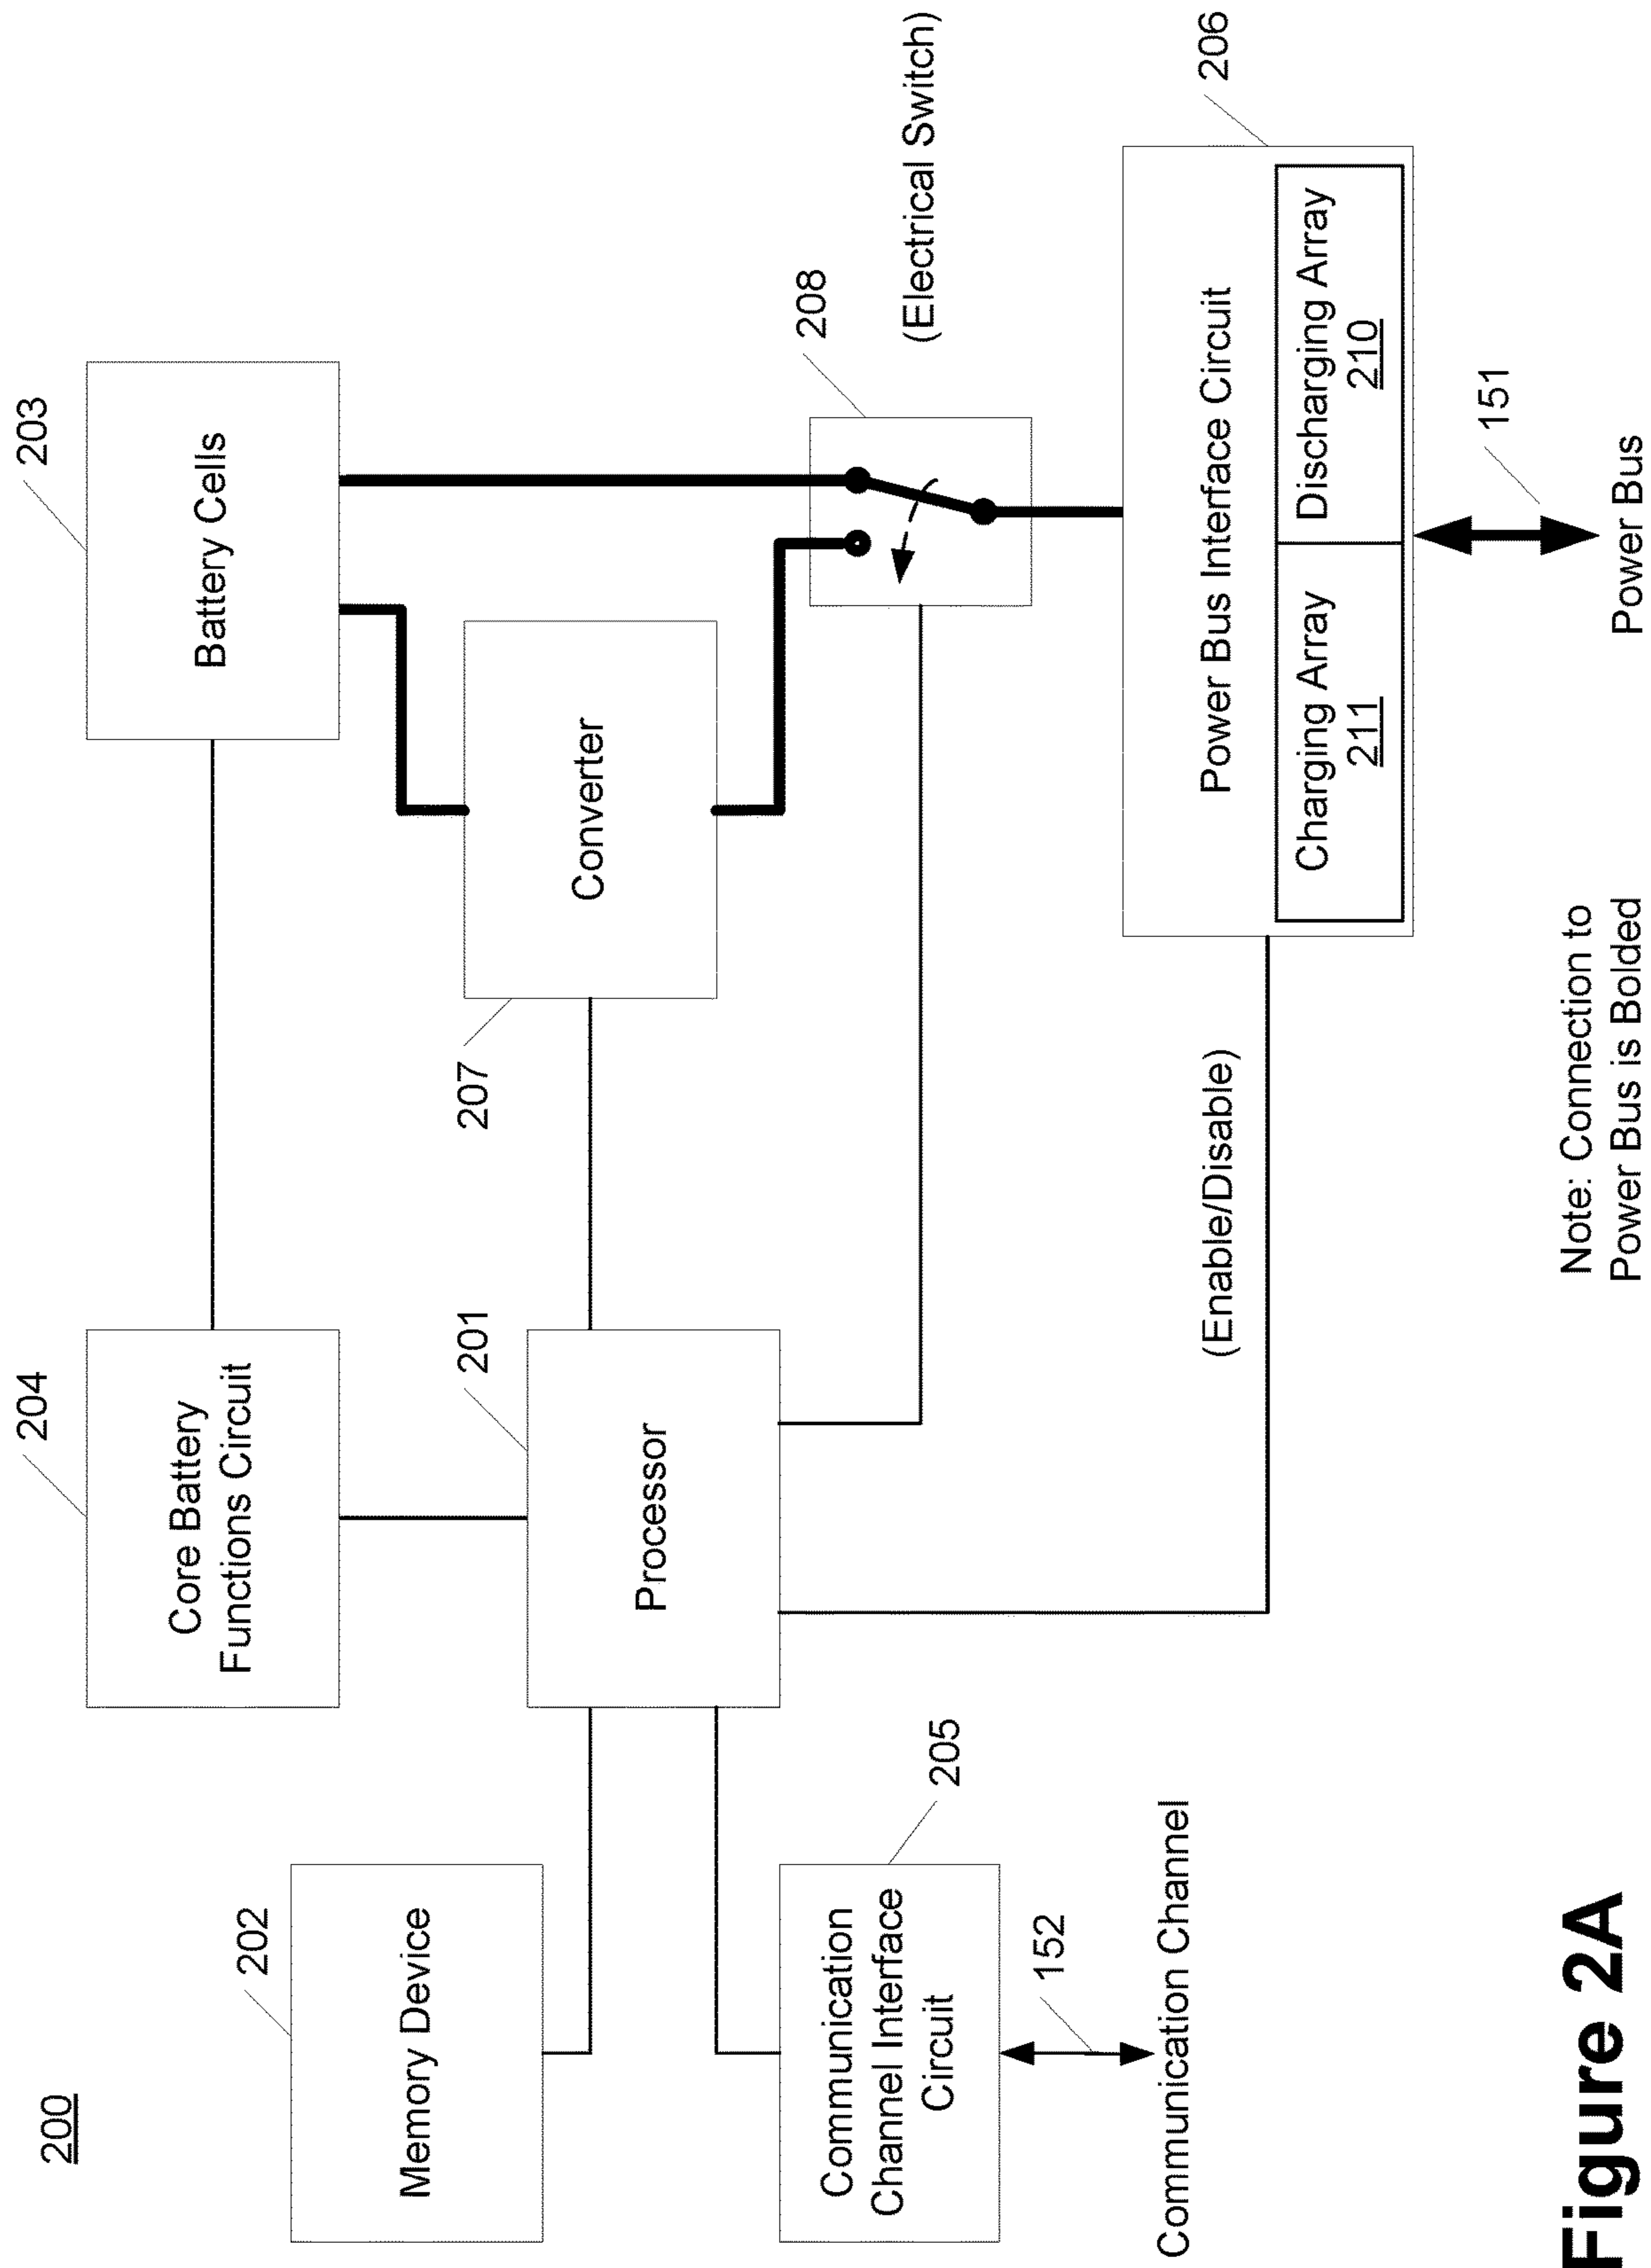 200
204
Core Battery
Functions Circuit
203
Battery Cells
202
Memory Device
201
Processor
207
Converter
208
(Electrical Switch)
Communication
Channel Interface
Circuit
205
152
Communication Channel
(Enable/Disable)
206
Power Bus Interface Circuit
Charging Array
211
Discharging Array
210
151
Power Bus
Note: Connection to
Power Bus is Bolded
Figure 2A